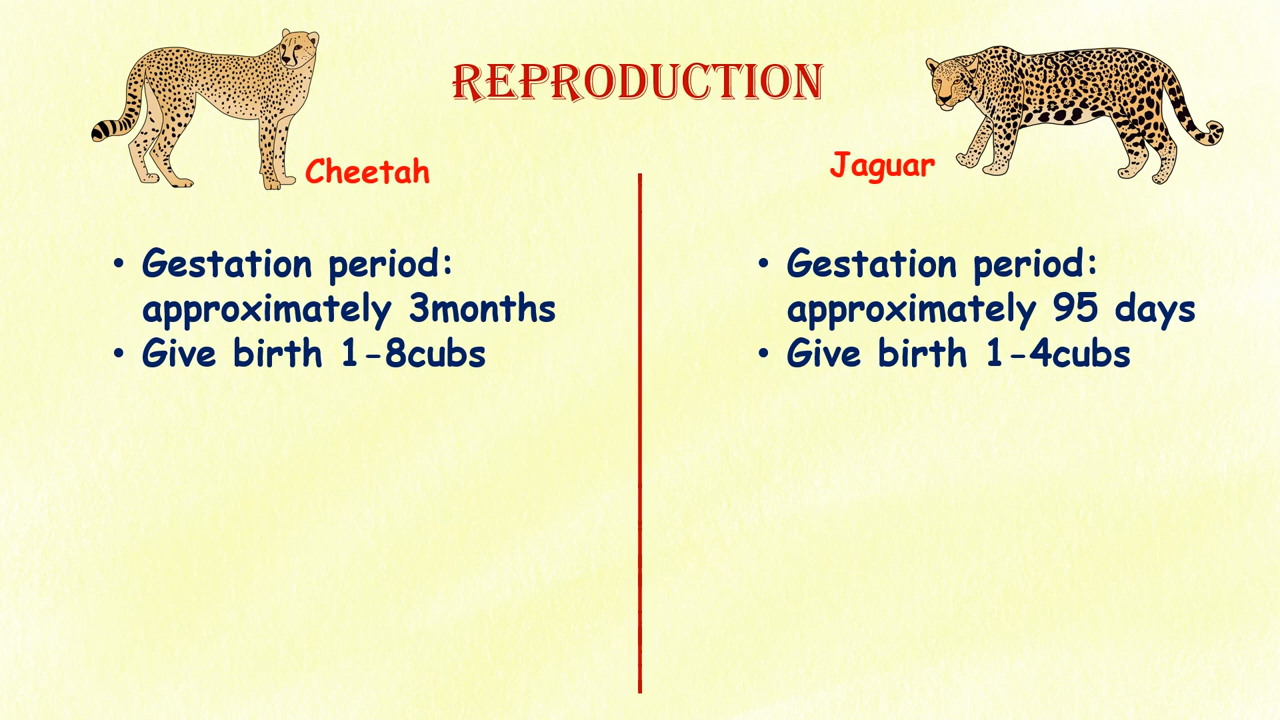 REPRODUCTION
Cheetah
Jaguar
• Gestation period:
approximately 3months
• Give birth 1-8cubs
• Gestation period:
approximately 95 days
• Give birth 1-4cubs